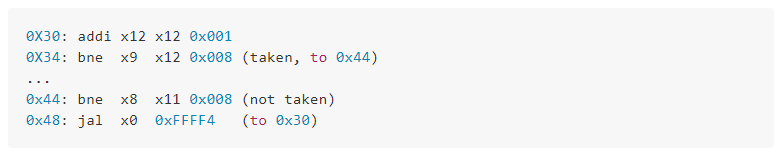 0X30: addi x12 x12 0x001
0X34: bne  x9  x12 0x008 (taken, to 0x44)
...
0x44: bne  x8  x11 0x008 (not taken)
0x48: jal  x0  0xFFFF4   (to 0x30)